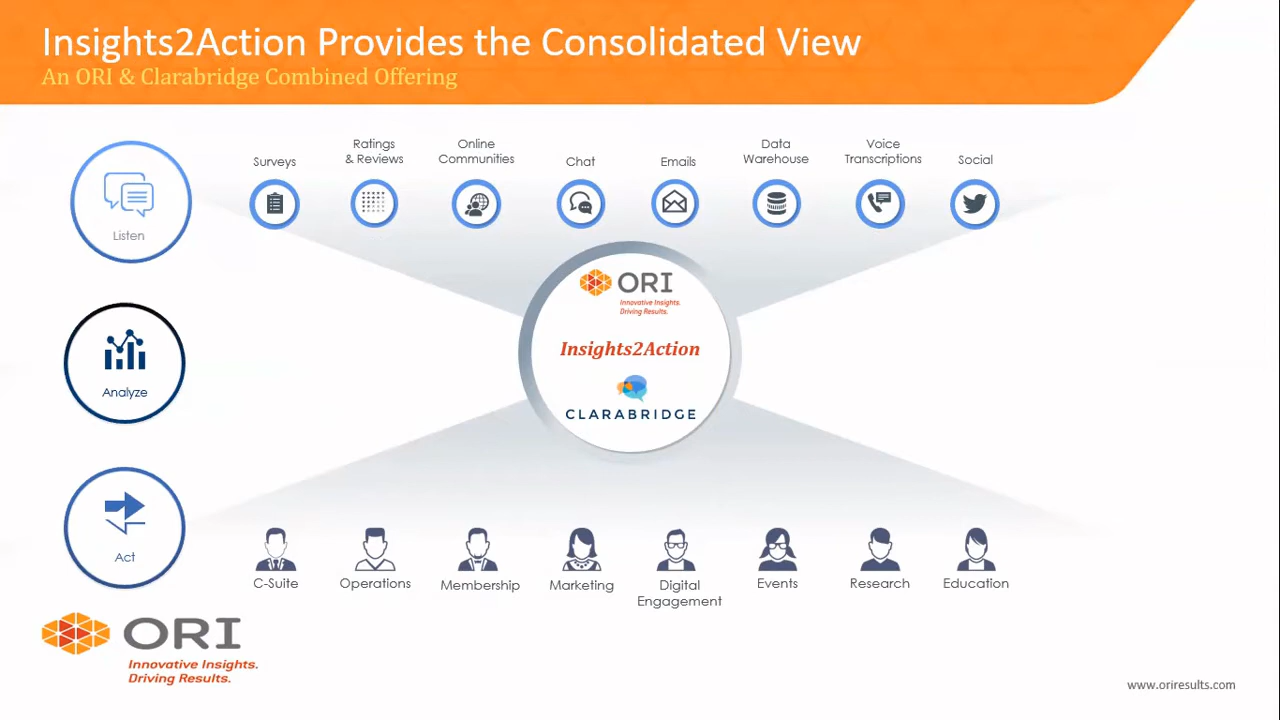 Insights2Action Provides the Consolidated View
An ORI & Clarabridge Combined Offering
Listen
Surveys
Ratings
& Reviews
Online
Communities
Chat
Emails
Data
Warehouse
Voice
Transcriptions
Social
ORI
Innovative Insights.
Driving Results.
Insights2Action
CLARABRIDGE
Analyze
Act
C-Suite
Operations
Membership
Marketing
Digital
Engagement
Events
Research
Education
ORI
Innovative Insights.
Driving Results.
www.oriresults.com